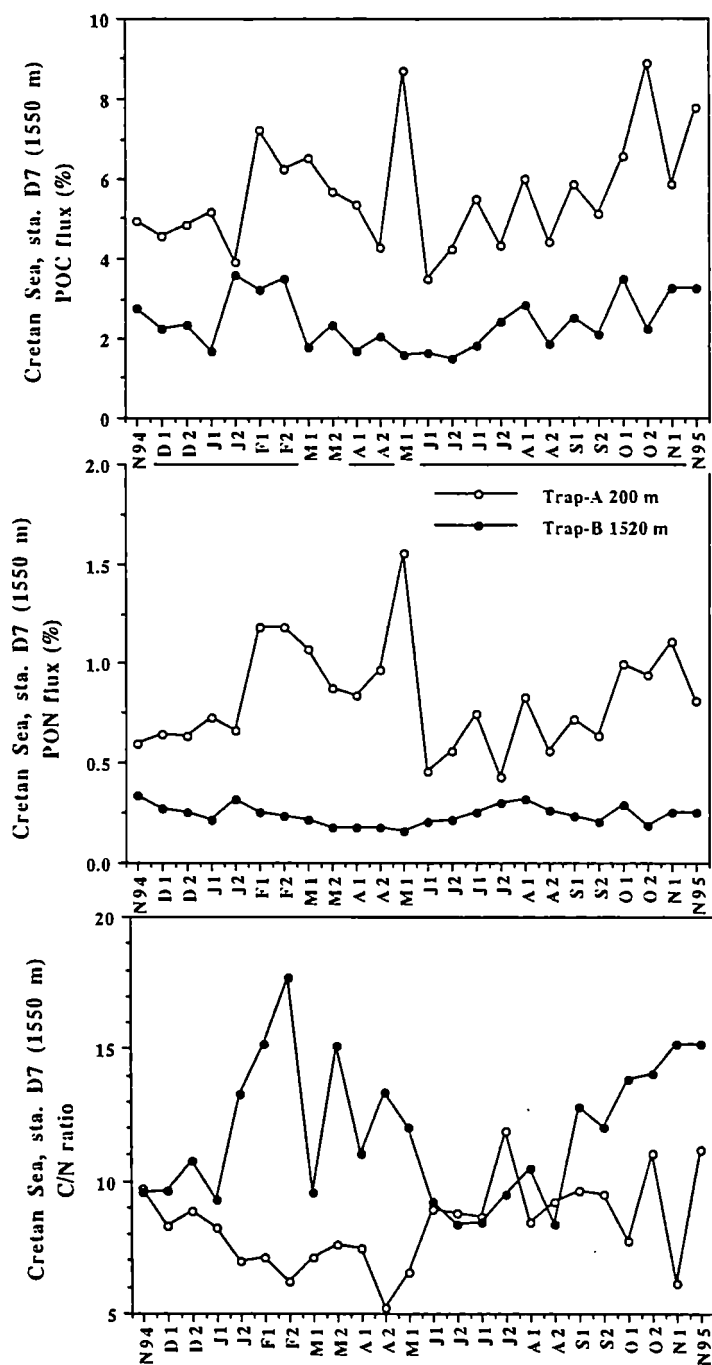 Cretan Sea, sta. D7 (1550 m)
POC flux (%)
10
8
6
4
2
0
N94 D1 D2 J1 J2 F1 F2 M1 M2 A1 A2 M1 J1 J2 J1 J2 A1 A2 S1 S2 O1 O2 N1 N95
Cretan Sea, sta. D7 (1550 m)
PON flux (%)
2.0
1.5
1.0
0.5
0.0
Trap-A 200 m
Trap-B 1520 m
N94 D1 D2 J1 J2 F1 F2 M1 M2 A1 A2 M1 J1 J2 J1 J2 A1 A2 S1 S2 O1 O2 N1 N95
Cretan Sea, sta. D7 (1550 m)
C/N ratio
20
15
10
5
N94 D1 D2 J1 J2 F1 F2 M1 M2 A1 A2 M1 J1 J2 J1 J2 A1 A2 S1 S2 O1 O2 N1 N95